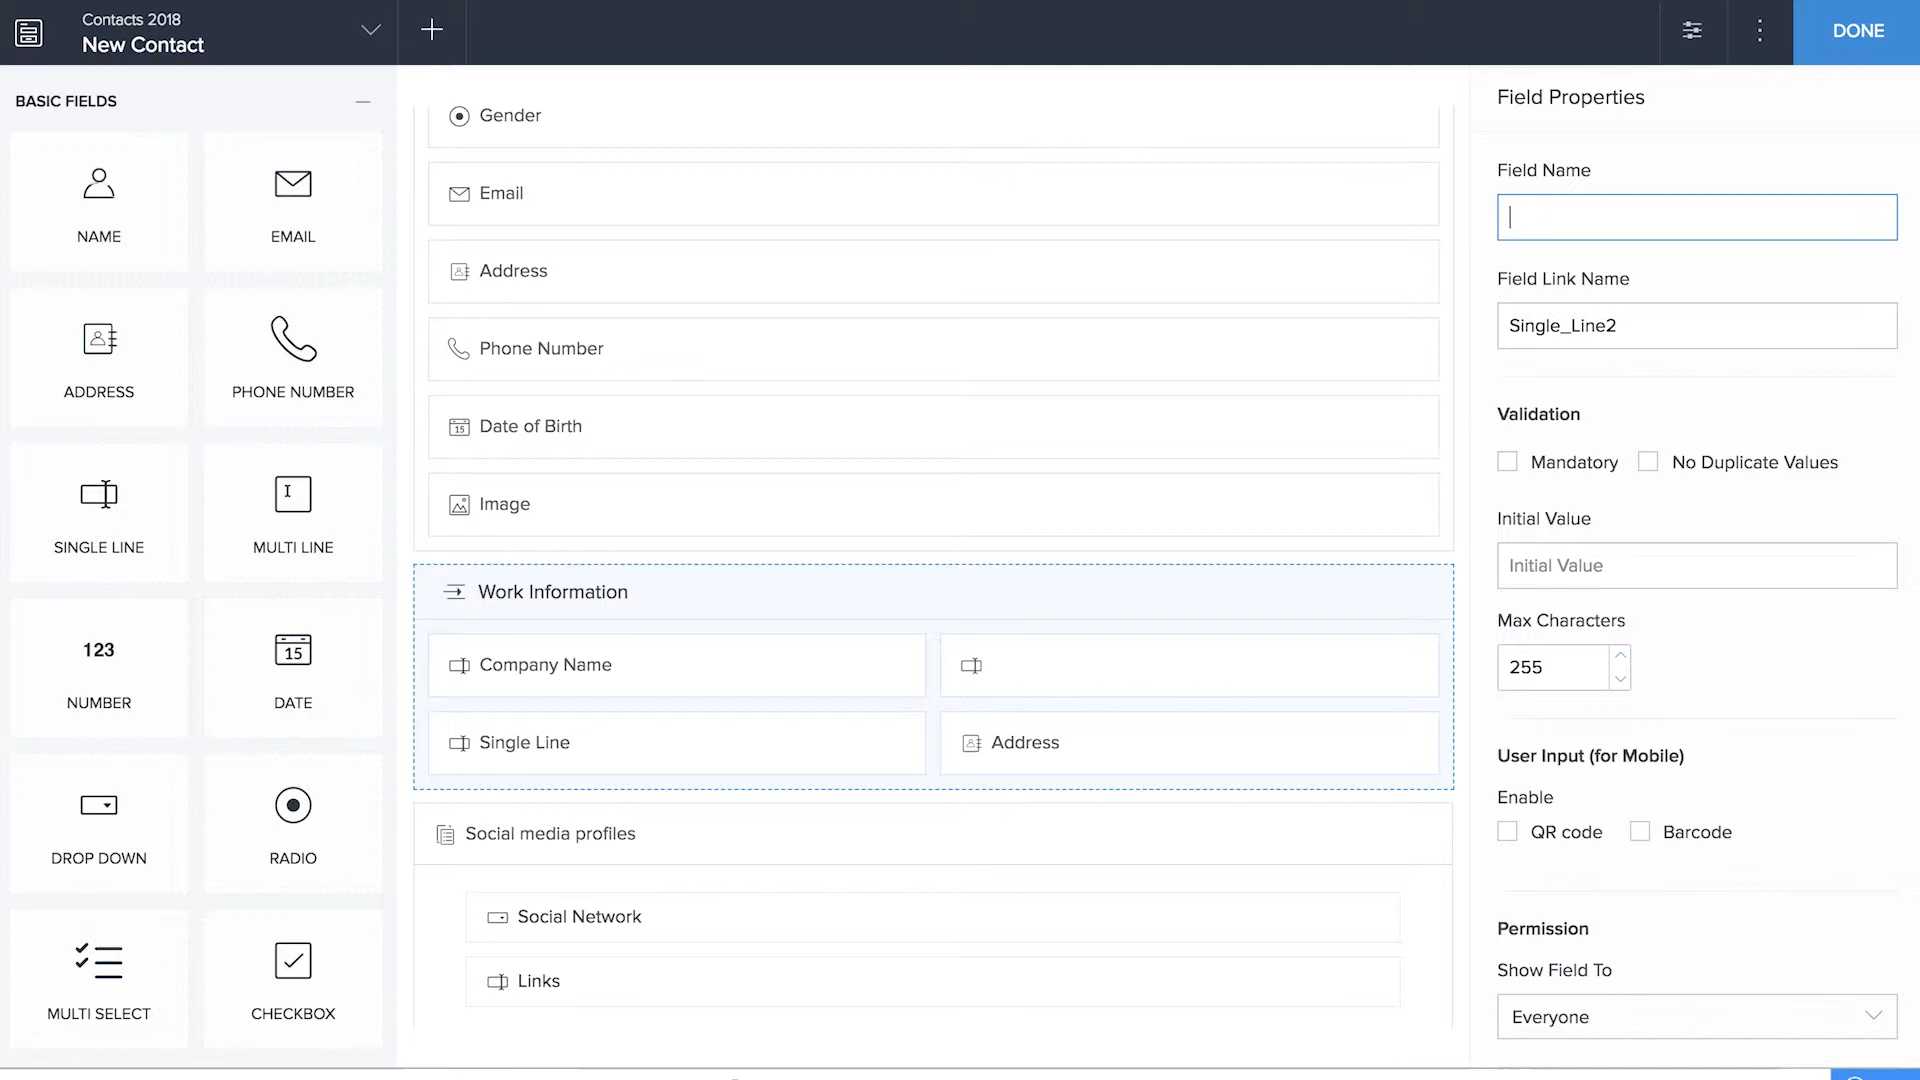 Contacts 2018
New Contact
DONE
BASIC FIELDS
NAME
EMAIL
ADDRESS
PHONE NUMBER
SINGLE LINE
MULTI LINE
123
NUMBER
15
DATE
DROP DOWN
RADIO
MULTI SELECT
CHECKBOX
Gender
Email
Address
Phone Number
15 Date of Birth
Image
Work Information
Company Name
Single Line
Address
Social media profiles
Social Network
Links
Field Properties
Field Name
Field Link Name
Single_Line2
Validation
Mandatory
No Duplicate Values
Initial Value
Initial Value
Max Characters
255
User Input (for Mobile)
Enable
QR code
Barcode
Permission
Show Field To
Everyone